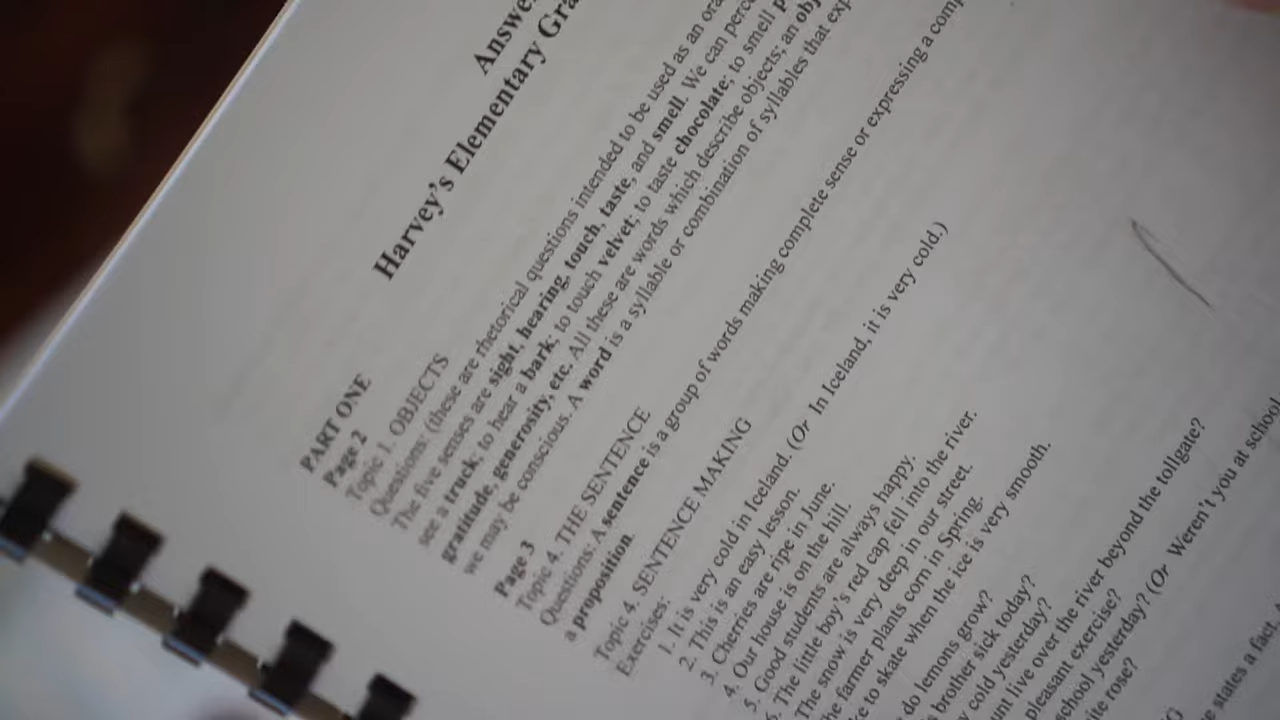 Answe
Harvey's Elementary Gra
PART ONE
Page 2
Topic 1. OBJECTS
Questions: (these are rhetorical questions intended to be used as an ora
The five senses are sight, hearing, touch, taste, and smell. We can perce
see a truck; to hear a bark; to touch velvet; to taste chocolate; to smell p
gratitude, generosity, etc. All these are words which describe objects; an obj
we may be conscious. A word is a syllable or combination of syllables that exp
Page 3
Topic 4. THE SENTENCE
Questions: A sentence is a group of words making complete sense or expressing a comp
a proposition.
Topic 4. SENTENCE MAKING
Exercises:
1. It is very cold in Iceland. (Or In Iceland, it is very cold.)
2. This is an easy lesson.
3. Cherries are ripe in June.
4. Our house is on the hill.
5. Good students are always happy.
6. The little boy's red cap fell into the river.
The snow is very deep in our street.
he farmer plants corn in Spring.
ke to skate when the ice is very smooth.
do lemons grow?
brother sick today?
cold yesterday?
unt live over the river beyond the tollgate?
pleasant exercise?
school yesterday? (Or Weren't you at school
ite rose?
G
e states a fact.